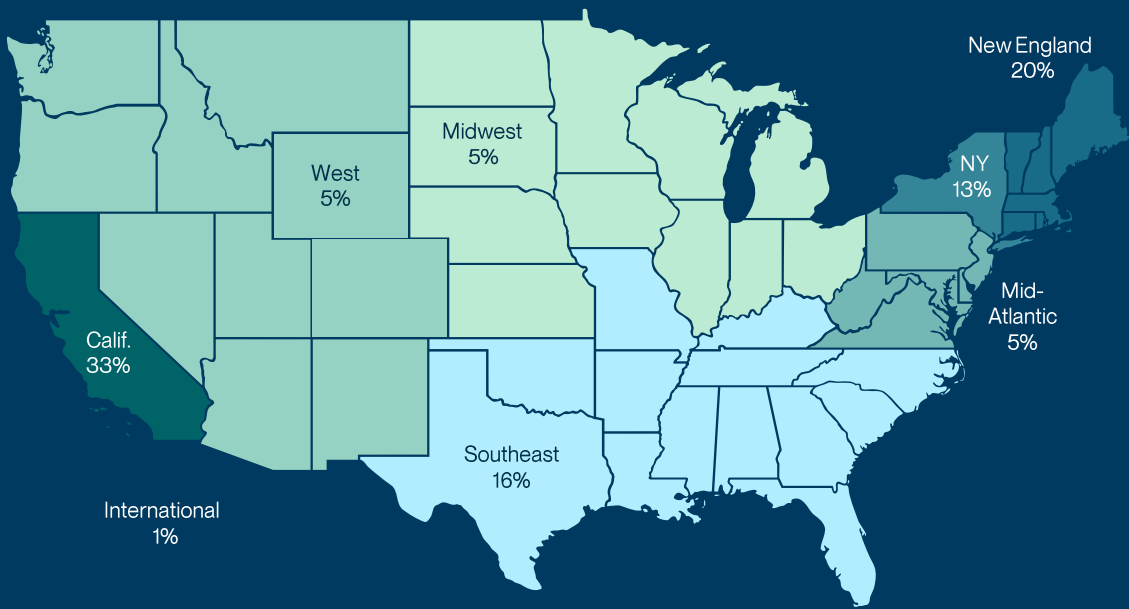 New England
20%
Midwest
5%
NY
13%
West
5%
Mid-
Atlantic
5%
Calif.
33%
Southeast
16%
International
1%